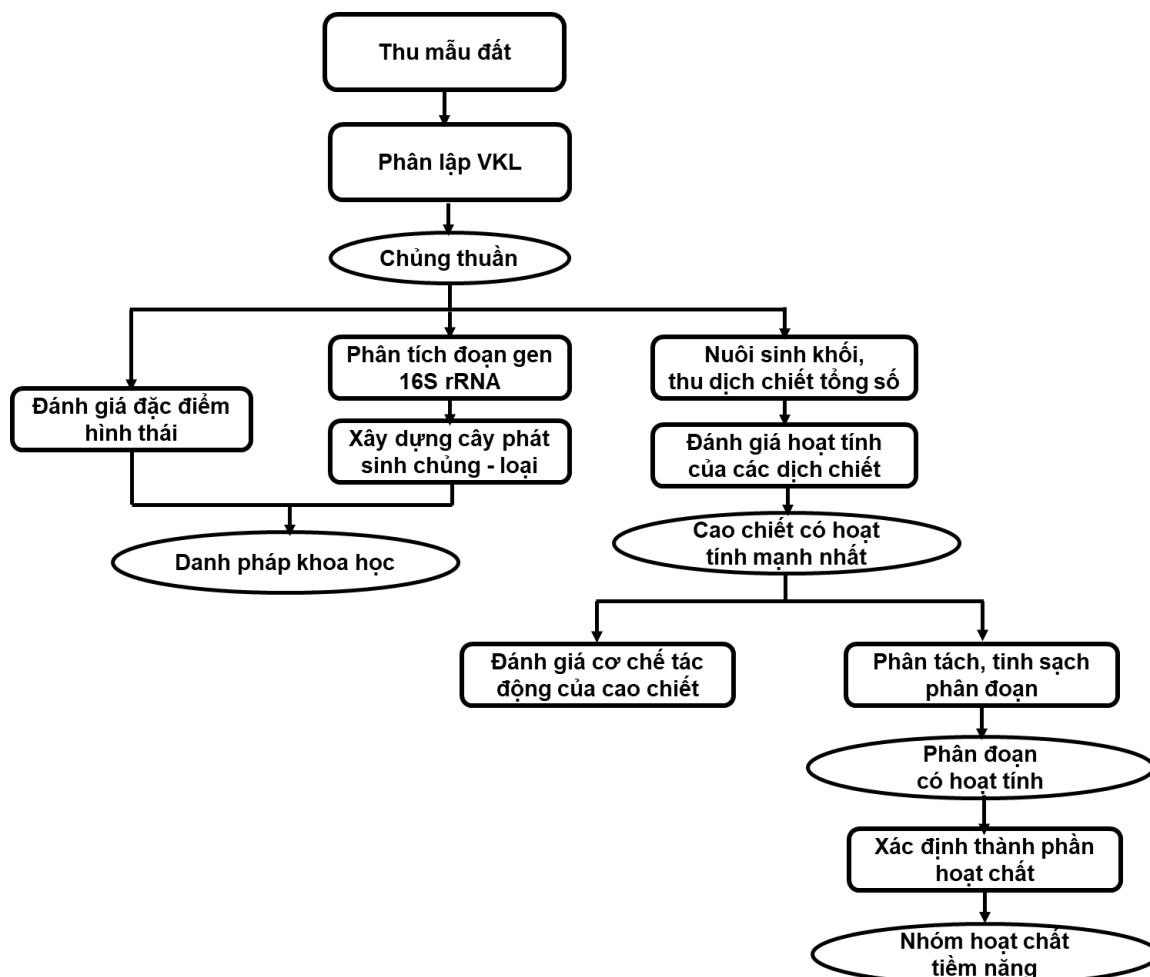 Thu mẫu đất
Phân lập VKL
Chủng thuần
Phân tích đoạn gen
16S rRNA
Nuôi sinh khối,
thu dịch chiết tổng số
Đánh giá đặc điểm
hình thái
Xây dựng cây phát
sinh chủng - loại
Đánh giá hoạt tính
của các dịch chiết
Danh pháp khoa học
Cao chiết có hoạt
tính mạnh nhất
Đánh giá cơ chế tác
động của cao chiết
Phân tách, tinh sạch
phân đoạn
Phân đoạn
có hoạt tính
Xác định thành phần
hoạt chất
Nhóm hoạt chất
tiềm năng